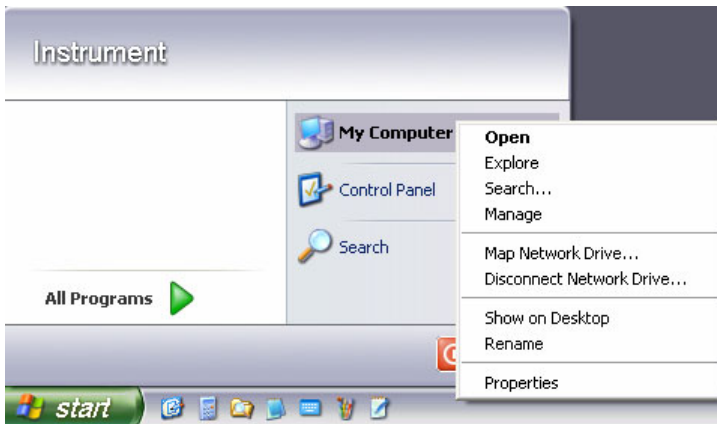 Instrument
My Computer
Control Panel
Search
All Programs
Open
Explore
Search...
Manage
Map Network Drive...
Disconnect Network Drive...
Show on Desktop
Rename
Properties
start